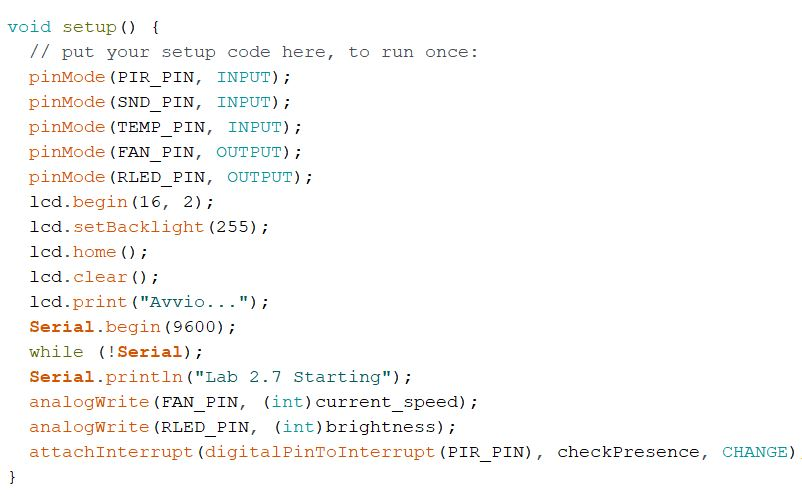 void setup() {
// put your setup code here, to run once:
pinMode(PIR_PIN, INPUT);
pinMode(SND_PIN, INPUT);
pinMode(TEMP_PIN, INPUT);
pinMode(FAN_PIN, OUTPUT);
pinMode(RLED_PIN, OUTPUT);
lcd.begin(16, 2);
lcd.setBacklight(255);
lcd.home();
lcd.clear();
lcd.print("Avvio...");
Serial.begin(9600);
while (!Serial);
Serial.println("Lab 2.7 Starting");
analogWrite(FAN_PIN, (int)current_speed);
analogWrite(RLED_PIN, (int)brightness);
attachInterrupt(digitalPinToInterrupt(PIR_PIN), checkPresence, CHANGE)
}